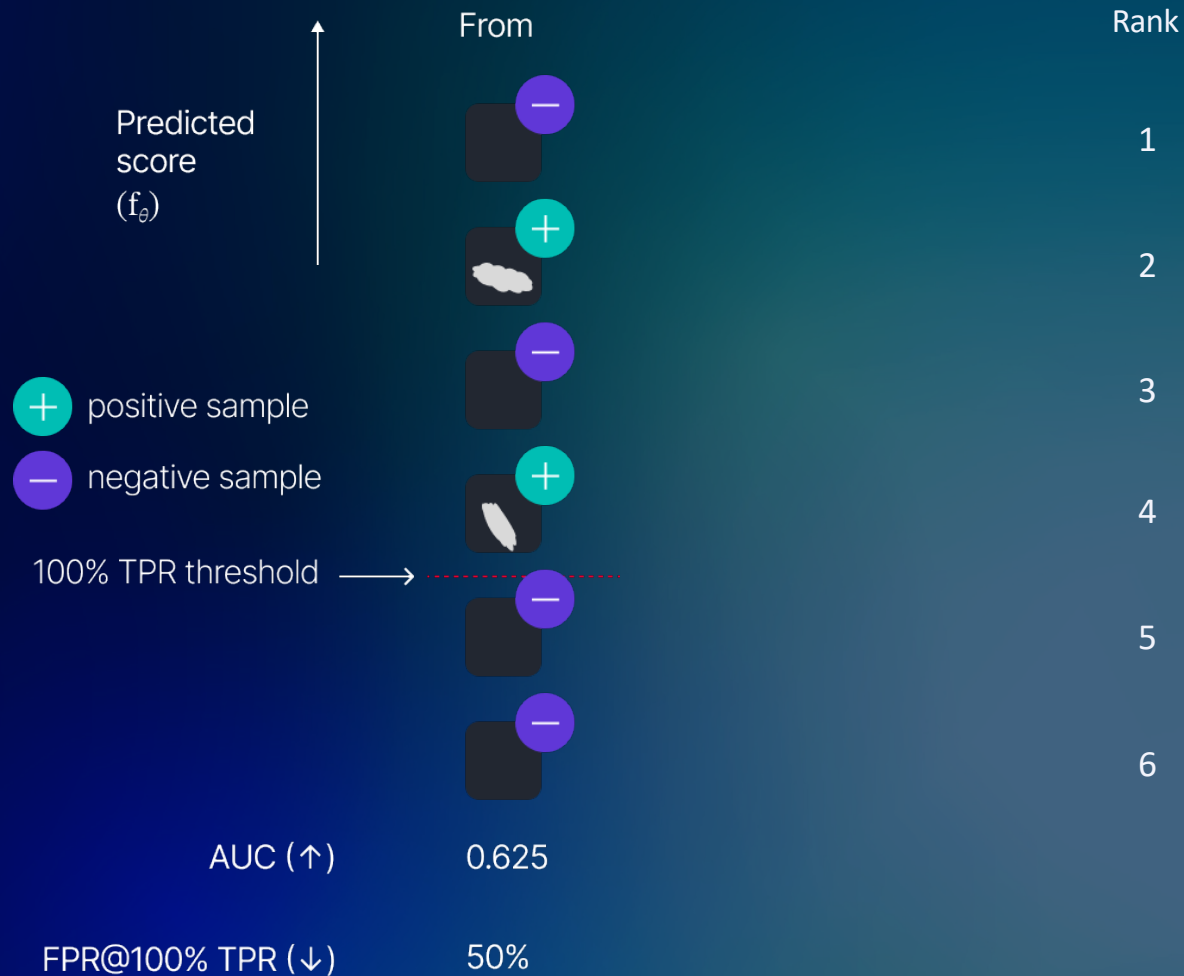 From
Rank
Predicted
score
(fθ)
−
1
+
2
−
3
+ positive sample
+
4
− negative sample
100% TPR threshold
−
5
−
6
AUC (↑) 0.625
FPR@100% TPR (↓) 50%